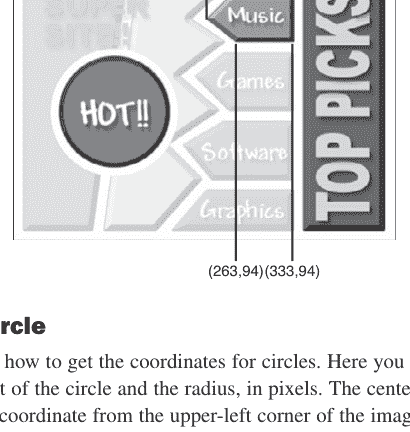 SUPER
SITE!
Music
HOT!!
Games
Software
Graphics
TOP PICKS
(263,94)(333,94)
rcle
how to get the coordinates for circles. Here you
t of the circle and the radius, in pixels. The cente
coordinate from the upper-left corner of the imag